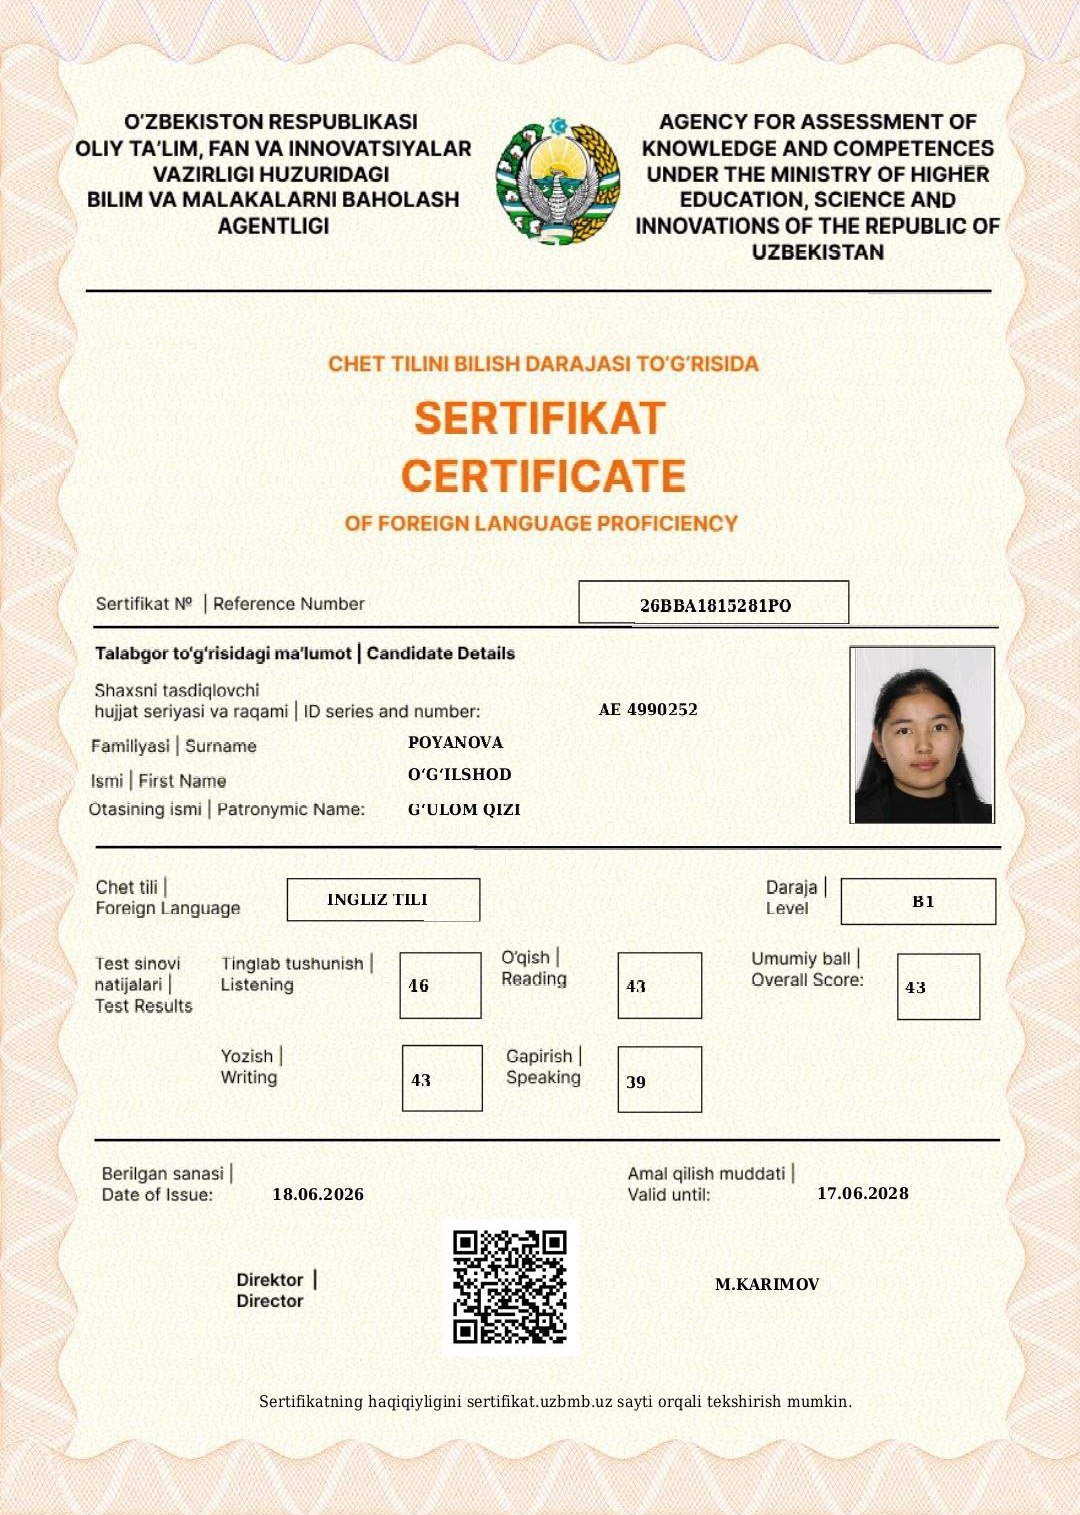 O‘ZBEKISTON RESPUBLIKASI
OLIY TA’LIM, FAN VA INNOVATSIYALAR
VAZIRLIGI HUZURIDAGI
BILIM VA MALAKALARNI BAHOLASH
AGENTLIGI
AGENCY FOR ASSESSMENT OF
KNOWLEDGE AND COMPETENCES
UNDER THE MINISTRY OF HIGHER
EDUCATION, SCIENCE AND
INNOVATIONS OF THE REPUBLIC OF
UZBEKISTAN
CHET TILINI BILISH DARAJASI TO‘G‘RISIDA
SERTIFIKAT
CERTIFICATE
OF FOREIGN LANGUAGE PROFICIENCY
Sertifikat № | Reference Number
26BBA1815281PO
Talabgor to‘g‘risidagi ma’lumot | Candidate Details
Shaxsni tasdiqlovchi
hujjat seriyasi va raqami | ID series and number:
AE 4990252
Familiyasi | Surname
POYANOVA
Ismi | First Name
O‘G‘ILSHOD
Otasining ismi | Patronymic Name:
G‘ULOM QIZI
Chet tili |
Foreign Language
INGLIZ TILI
Daraja |
Level
B1
Test sinovi
natijalari |
Test Results
Tinglab tushunish |
Listening
46
O‘qish |
Reading
43
Umumiy ball |
Overall Score:
43
Yozish |
Writing
43
Gapirish |
Speaking
39
Berilgan sanasi |
Date of Issue:
18.06.2026
Amal qilish muddati |
Valid until:
17.06.2028
Direktor |
Director
M.KARIMOV
Sertifikatning haqiqiyligini sertifikat.uzbmb.uz sayti orqali tekshirish mumkin.